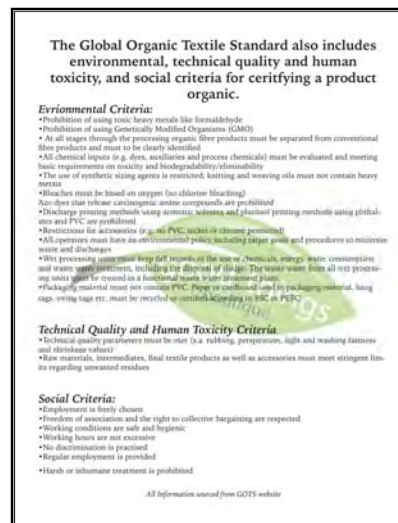 The Global Organic Textile Standard also includes
environmental, technical quality and human
toxicity, and social criteria for ceritfying a product
organic.
Evrionmental Criteria:
•Prohibition of using toxic heavy metals like formaldehyde
•Prohibition of using Genetically Modified Organisms (GMO)
• At all stages through the processing organic fibre products must be separated from conventional
fibre products and must to be clearly identified
•All chemical inputs (e.g. dyes, auxiliaries and process chemicals) must be evaluated and meeting
basic requirements on toxicity and biodegradability/eliminability
•The use of synthetic sizing agents is restricted; knitting and weaving oils must not contain heavy
metals
•Bleaches must be based on oxygen (no chlorine bleaching)
Azo dyes that release carcinogenic amine compounds are prohibited
•Discharge printing methods using aromatic solvents and plastisol printing methods using phthal-
ates and PVC are prohibited
•Restrictions for accessories (e.g. no PVC, nickel or chrome permitted)
•All operators must have an environmental policy including target goals and procedures to minimise
waste and discharges
•Wet processing units must keep full records of the use of chemicals, energy, water consumption
and waste water treatment, including the disposal of sludge. The waste water from all wet process-
ing units must be treated in a functional waste water treatment plant.
•Packaging material must not contain PVC. Paper or cardboard used in packaging material, hang
tags, swing tags etc. must be recycled or certified according to FSC or PEFC
Technical Quality and Human Toxicity Criteria
•Technical quality parameters must be met (s.a. rubbing, perspiration, light and washing fastness
and shrinkage values)
•Raw materials, intermediates, final textile products as well as accessories must meet stringent lim-
its regarding unwanted residues
Social Criteria:
•Employment is freely chosen
•Freedom of association and the right to collective bargaining are respected
•Working conditions are safe and hygienic
•Working hours are not excessive
•No discrimination is practised
•Regular employment is provided
•Harsh or inhumane treatment is prohibited
All Information sourced from GOTS website